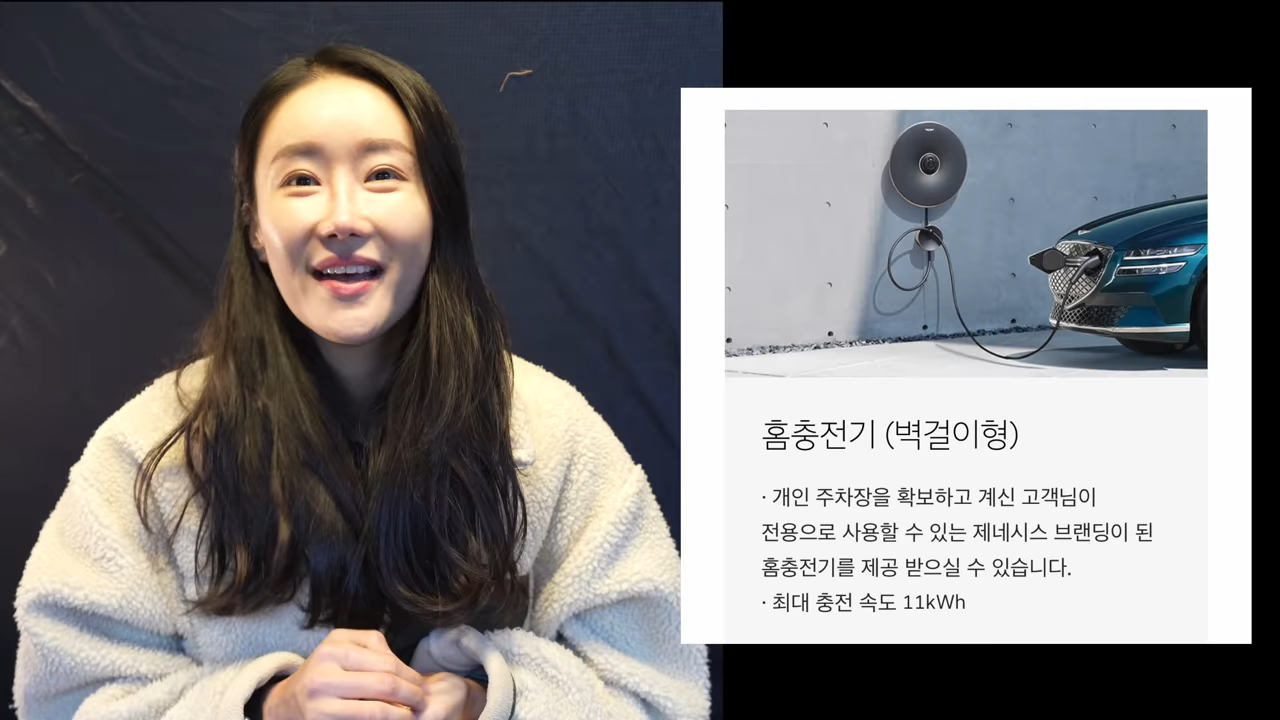 홈충전기 (벽걸이형)
· 개인 주차장을 확보하고 계신 고객님이
전용으로 사용할 수 있는 제네시스 브랜딩이 된
홈충전기를 제공 받으실 수 있습니다.
· 최대 충전 속도 11kWh